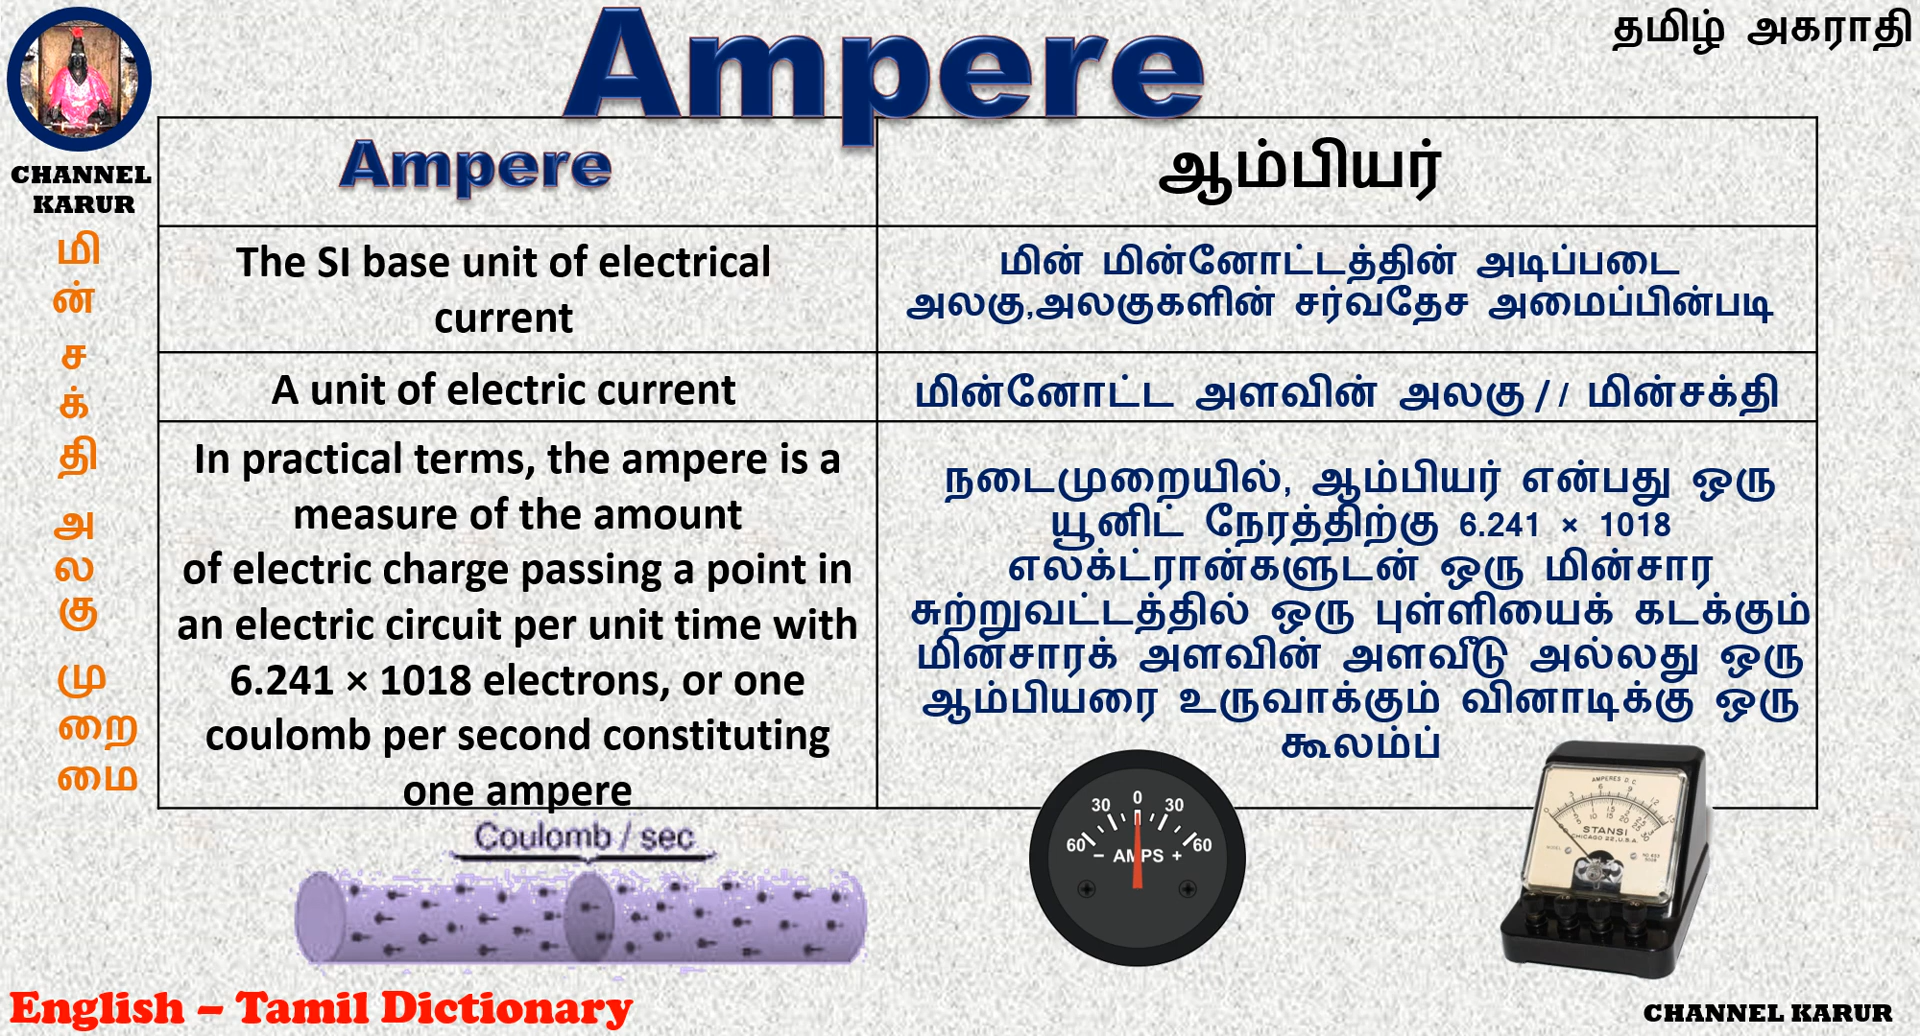 Ampere
தமிழ் அகராதி
CHANNEL
KARUR
மின்சக்தி அலகு முறைமை
Ampere
ஆம்பியர்
The SI base unit of electrical
current
மின் மின்னோட்டத்தின் அடிப்படை
அலகு,அலகுகளின் சர்வதேச அமைப்பின்படி
A unit of electric current
மின்னோட்ட அளவின் அலகு // மின்சக்தி
In practical terms, the ampere is a
measure of the amount
of electric charge passing a point in
an electric circuit per unit time with
6.241 × 1018 electrons, or one
coulomb per second constituting
one ampere
நடைமுறையில், ஆம்பியர் என்பது ஒரு
யூனிட் நேரத்திற்கு 6.241 × 1018
எலக்ட்ரான்களுடன் ஒரு மின்சார
சுற்றுவட்டத்தில் ஒரு புள்ளியைக் கடக்கும்
மின்சாரக் அளவின் அளவீடு அல்லது ஒரு
ஆம்பியரை உருவாக்கும் வினாடிக்கு ஒரு
கூலம்ப்
Coulomb / sec
60 30 0 30 60
− AMPS +
AMPERES D.C.
STANSI
CHICAGO 22, U.S.A.
English – Tamil Dictionary
CHANNEL KARUR